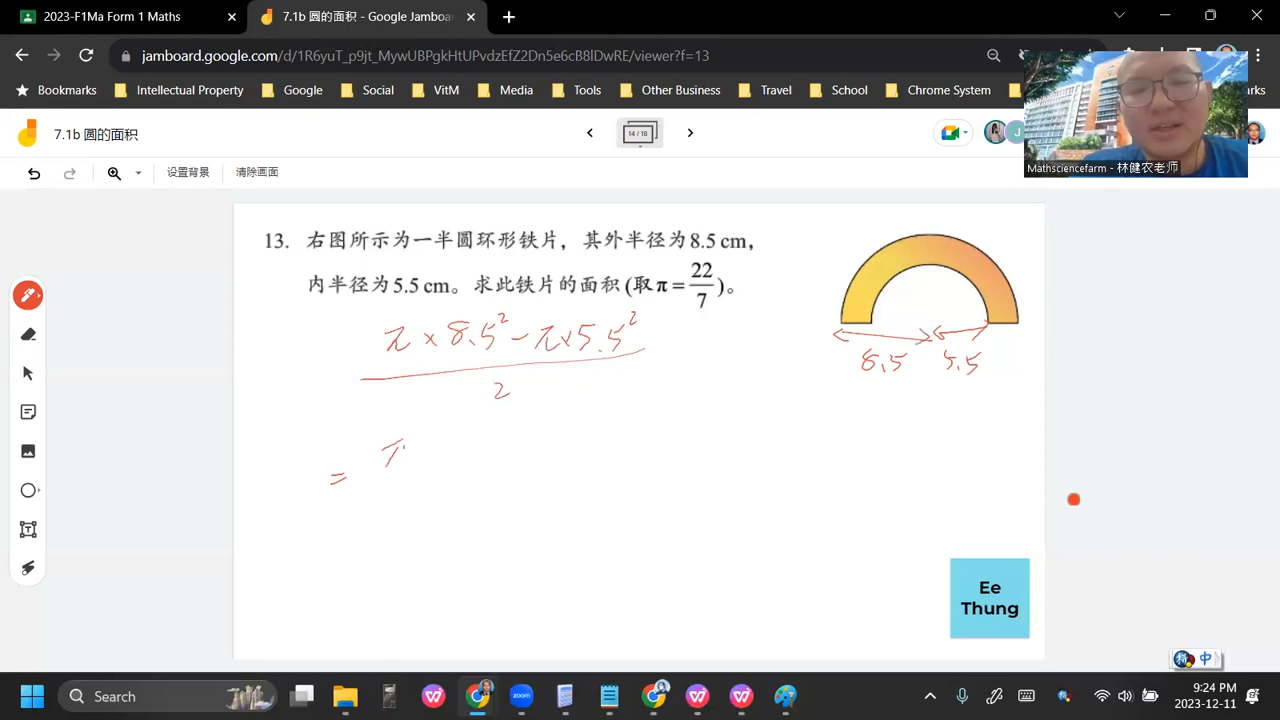 2023-F1Ma Form 1 Maths
7.1b 圆的面积 - Google Jamboa
jamboard.google.com/d/1R6yuT_p9jt_MywUBPgkHtUPvdzEfZ2Dn5e6cB8lDwRE/viewer?f=13
Bookmarks Intellectual Property Google Social VitM Media Tools Other Business Travel School Chrome System
7.1b 圆的面积
14 / 18
设置背景 清除画面
Mathsciencefarm - 林健农老师
13. 右图所示为一半圆环形铁片，其外半径为8.5 cm，
内半径为5.5 cm。求此铁片的面积 (取π = 22/7)。
π × 8.5² − π × 5.5²
2
8.5 5.5
= π
Ee
Thung
中
Search
zoom
9:24 PM
2023-12-11